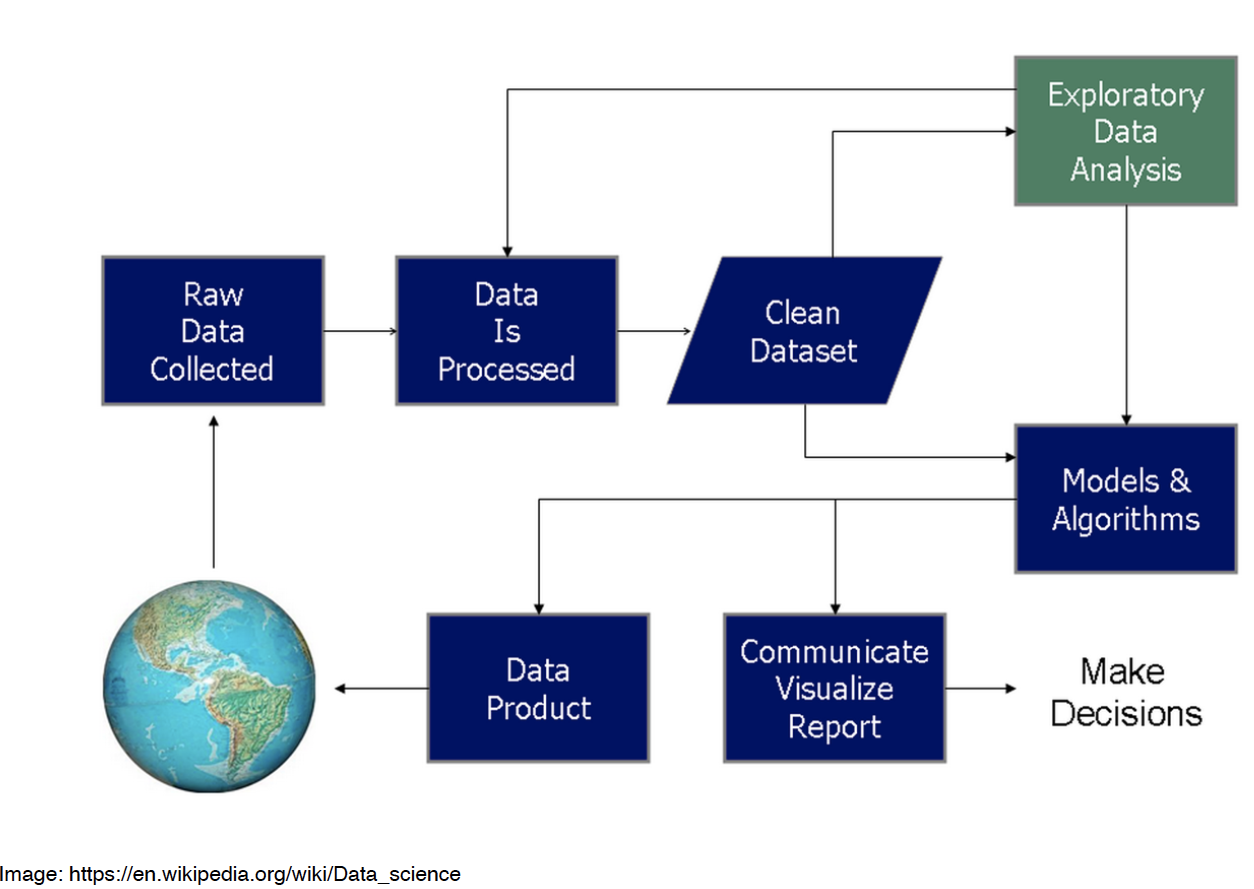 Exploratory
Data
Analysis
Raw
Data
Collected
Data
Is
Processed
Clean
Dataset
Models &
Algorithms
Data
Product
Communicate
Visualize
Report
Make
Decisions
Image: https://en.wikipedia.org/wiki/Data_science